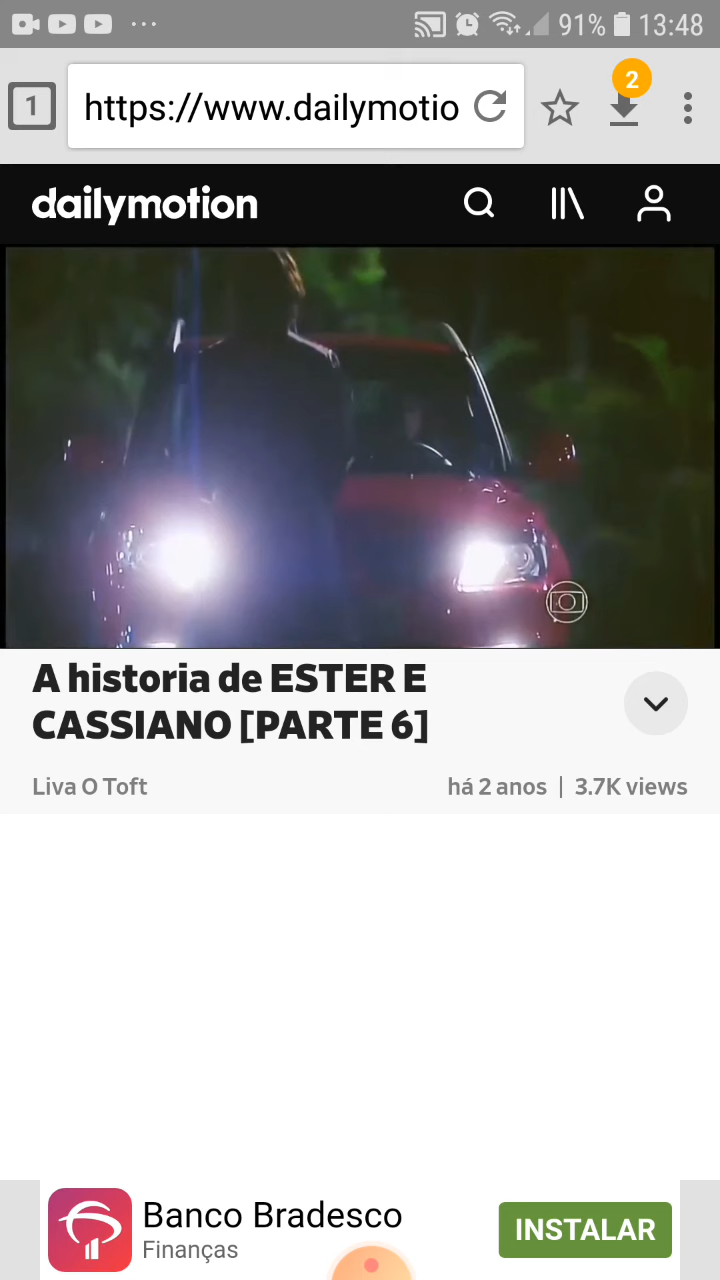 91% 13:48
1 https://www.dailymotio 2
dailymotion
A historia de ESTER E
CASSIANO [PARTE 6]
Liva O Toft há 2 anos | 3.7K views
Banco Bradesco
Finanças
INSTALAR